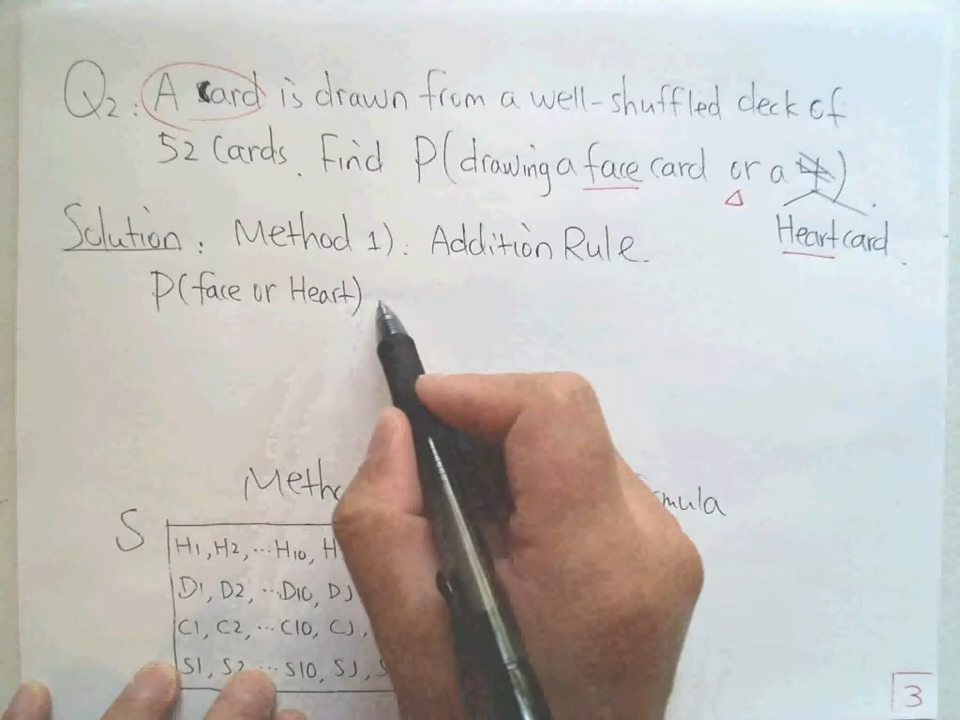 Q2: A Card is drawn from a well-shuffled deck of
52 Cards. Find P(drawing a face card or a
Heart card.
Solution: Method 1): Addition Rule.
P(face or Heart)
S
H1, H2, ... H10, H
D1, D2, ... D10, DJ
C1, C2, ... C10, CJ,
S1, S2 ... S10, SJ, S
3